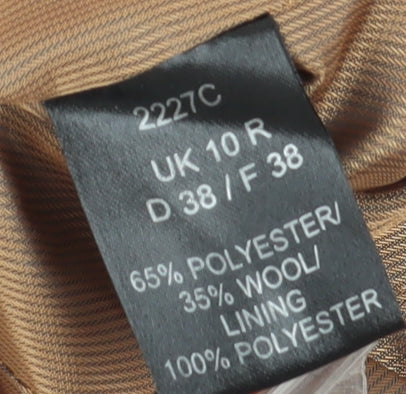 2227C
UK 10 R
D 38 / F 38
65% POLYESTER/
35% WOOL/
LINING
100% POLYESTER